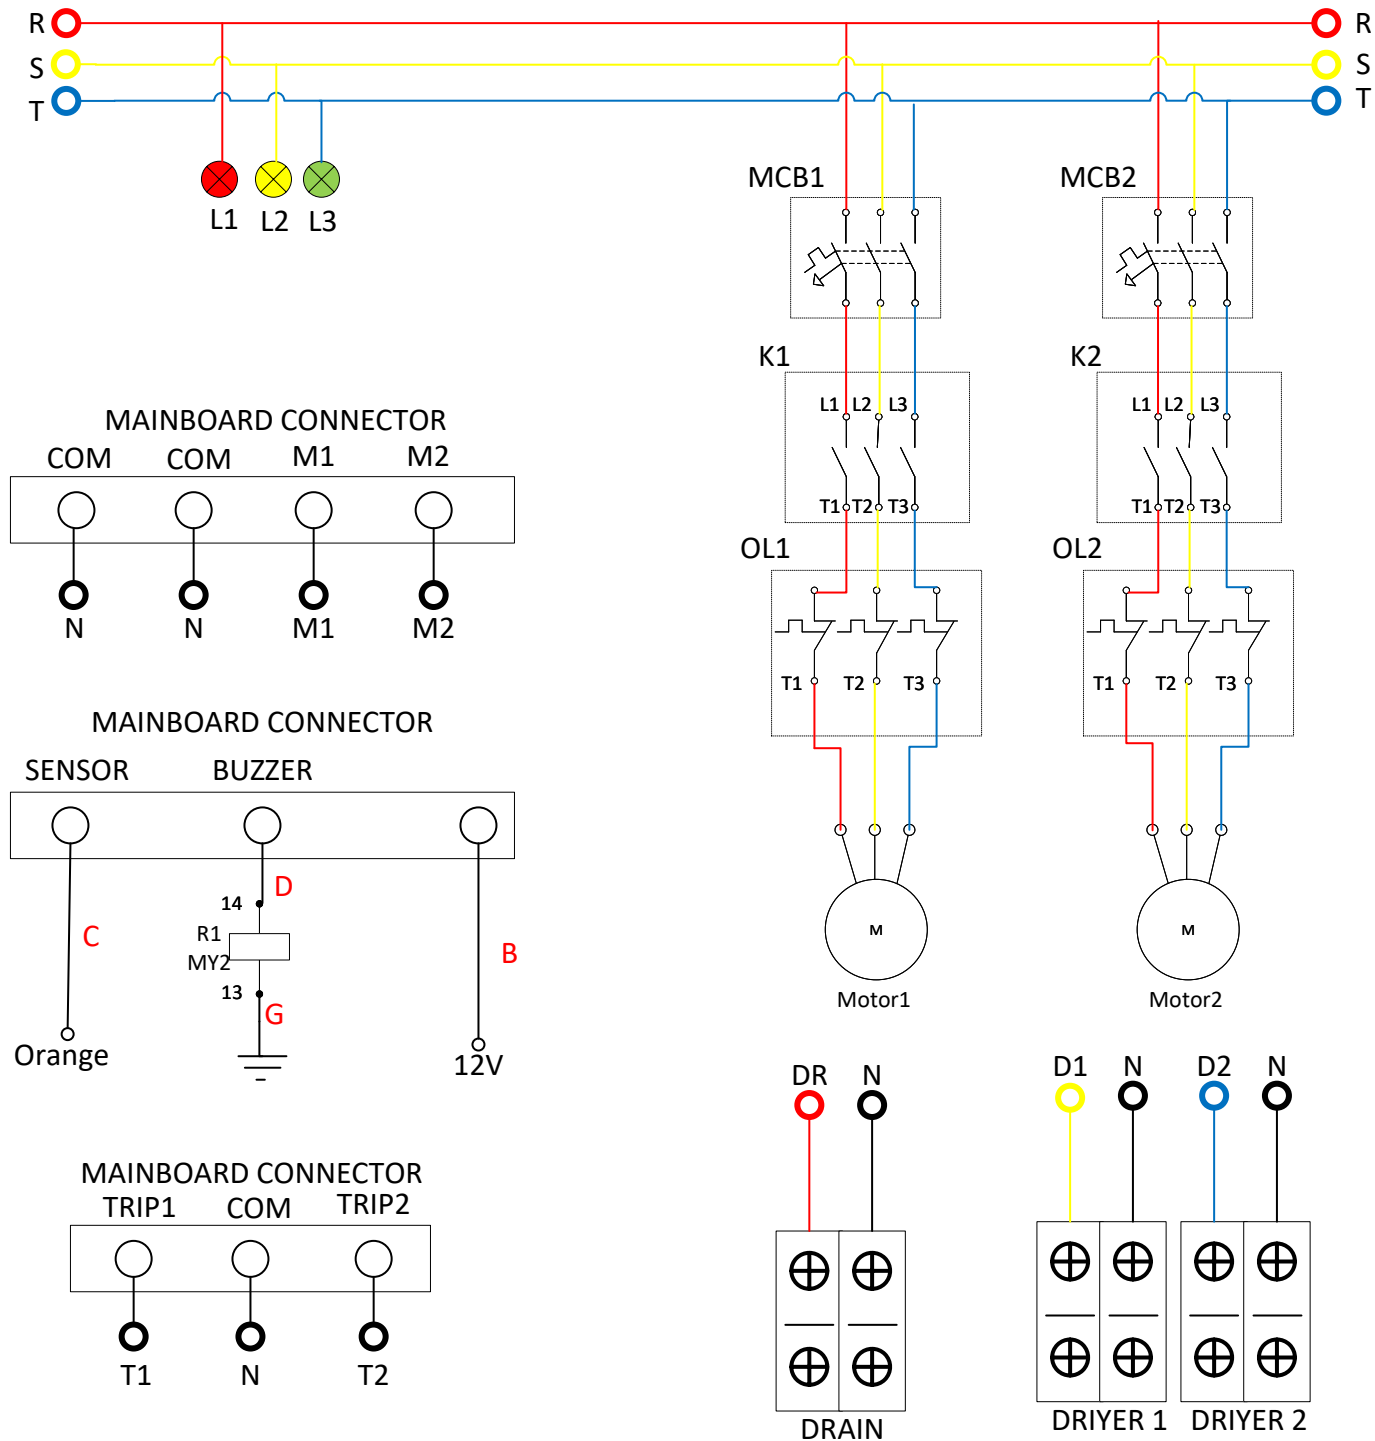 R R
S S
T T
L1 L2 L3
MCB1 MCB2
K1 K2
L1 L2 L3 L1 L2 L3
MAINBOARD CONNECTOR
COM COM M1 M2
T1 T2 T3 T1 T2 T3
OL1 OL2
N N M1 M2
T1 T2 T3 T1 T2 T3
MAINBOARD CONNECTOR
SENSOR BUZZER
D
14
C R1 B
MY2
M M
13
G
Motor1 Motor2
Orange 12V
DR N D1 N D2 N
MAINBOARD CONNECTOR
TRIP1 COM TRIP2
T1 N T2
DRAIN DRIYER 1 DRIYER 2